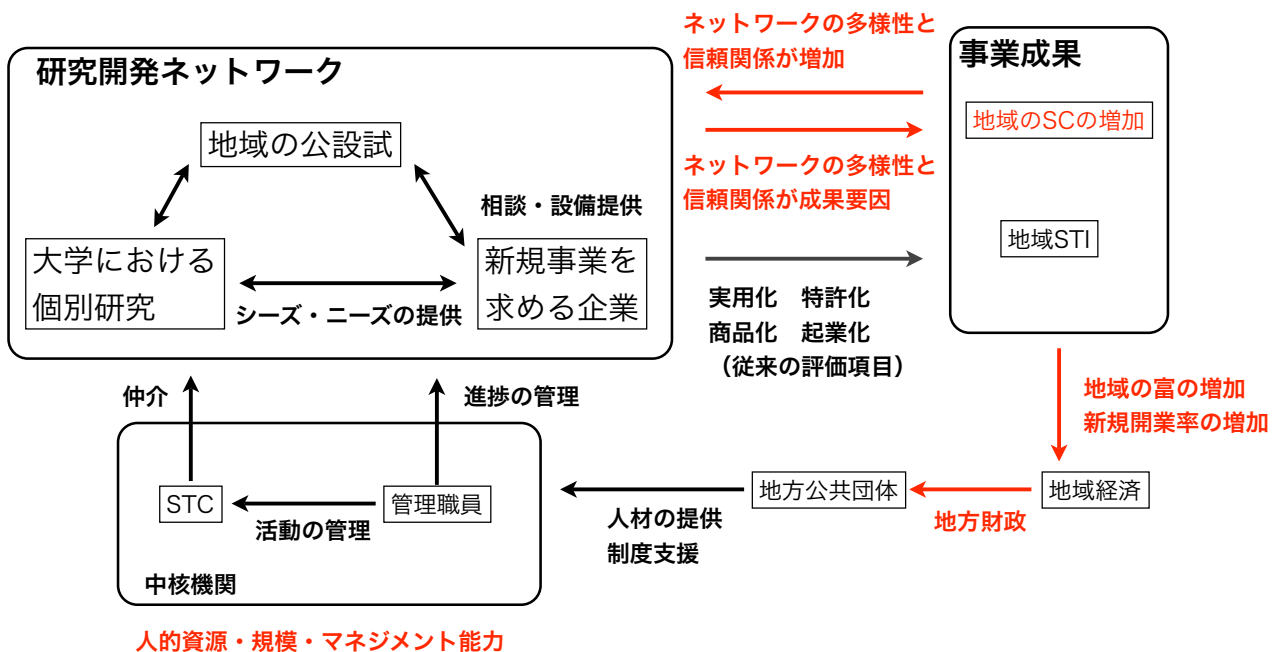 ネットワークの多様性と
信頼関係が増加
研究開発ネットワーク
事業成果
地域のSCの増加
地域の公設試
ネットワークの多様性と
信頼関係が成果要因
相談・設備提供
大学における
個別研究
新規事業を
求める企業
シーズ・ニーズの提供
地域STI
実用化　特許化
商品化　起業化
（従来の評価項目）
仲介
進捗の管理
地域の富の増加
新規開業率の増加
STC
管理職員
活動の管理
中核機関
地方公共団体
人材の提供
制度支援
地域経済
地方財政
人的資源・規模・マネジメント能力